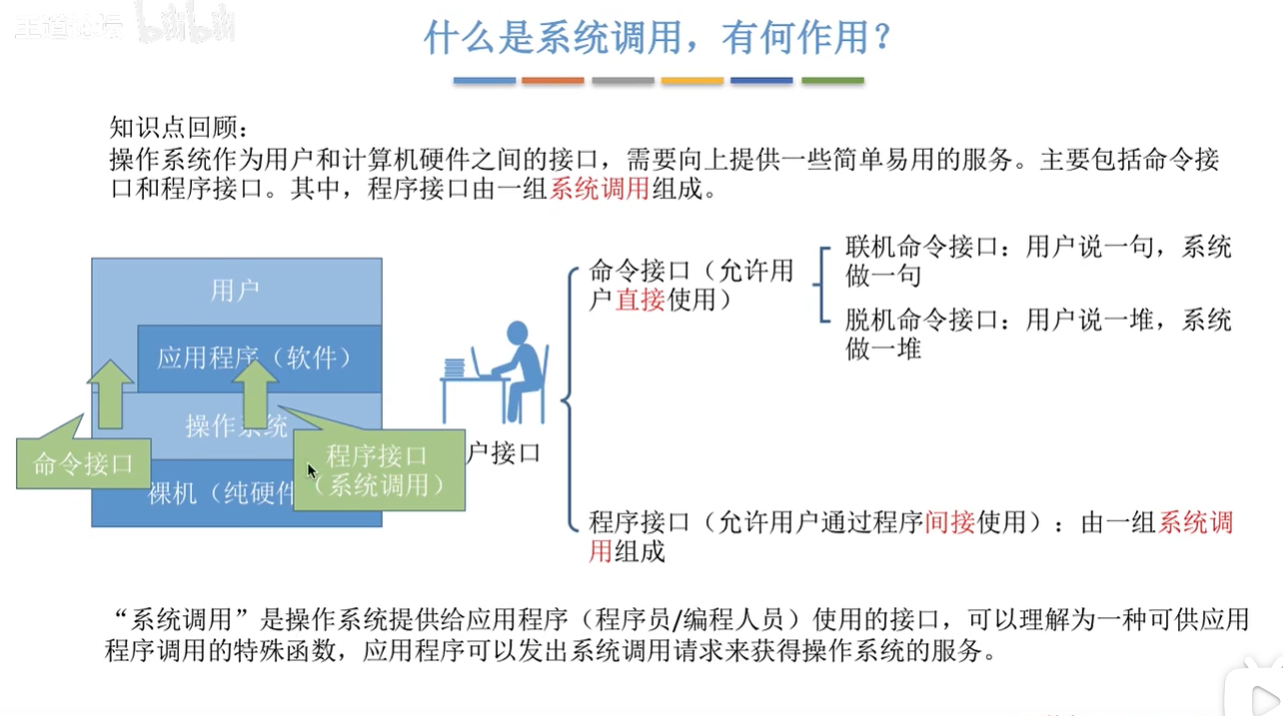 王道论坛 bilibili
什么是系统调用，有何作用？
知识点回顾：
操作系统作为用户和计算机硬件之间的接口，需要向上提供一些简单易用的服务。主要包括命令接
口和程序接口。其中，程序接口由一组系统调用组成。
用户
应用程序（软件）
操作系统
裸机（纯硬件
命令接口
程序接口
（系统调用）
户接口
命令接口（允许用
户直接使用）
联机命令接口：用户说一句，系统
做一句
脱机命令接口：用户说一堆，系统
做一堆
程序接口（允许用户通过程序间接使用）：由一组系统调
用组成
“系统调用”是操作系统提供给应用程序（程序员/编程人员）使用的接口，可以理解为一种可供应用
程序调用的特殊函数，应用程序可以发出系统调用请求来获得操作系统的服务。